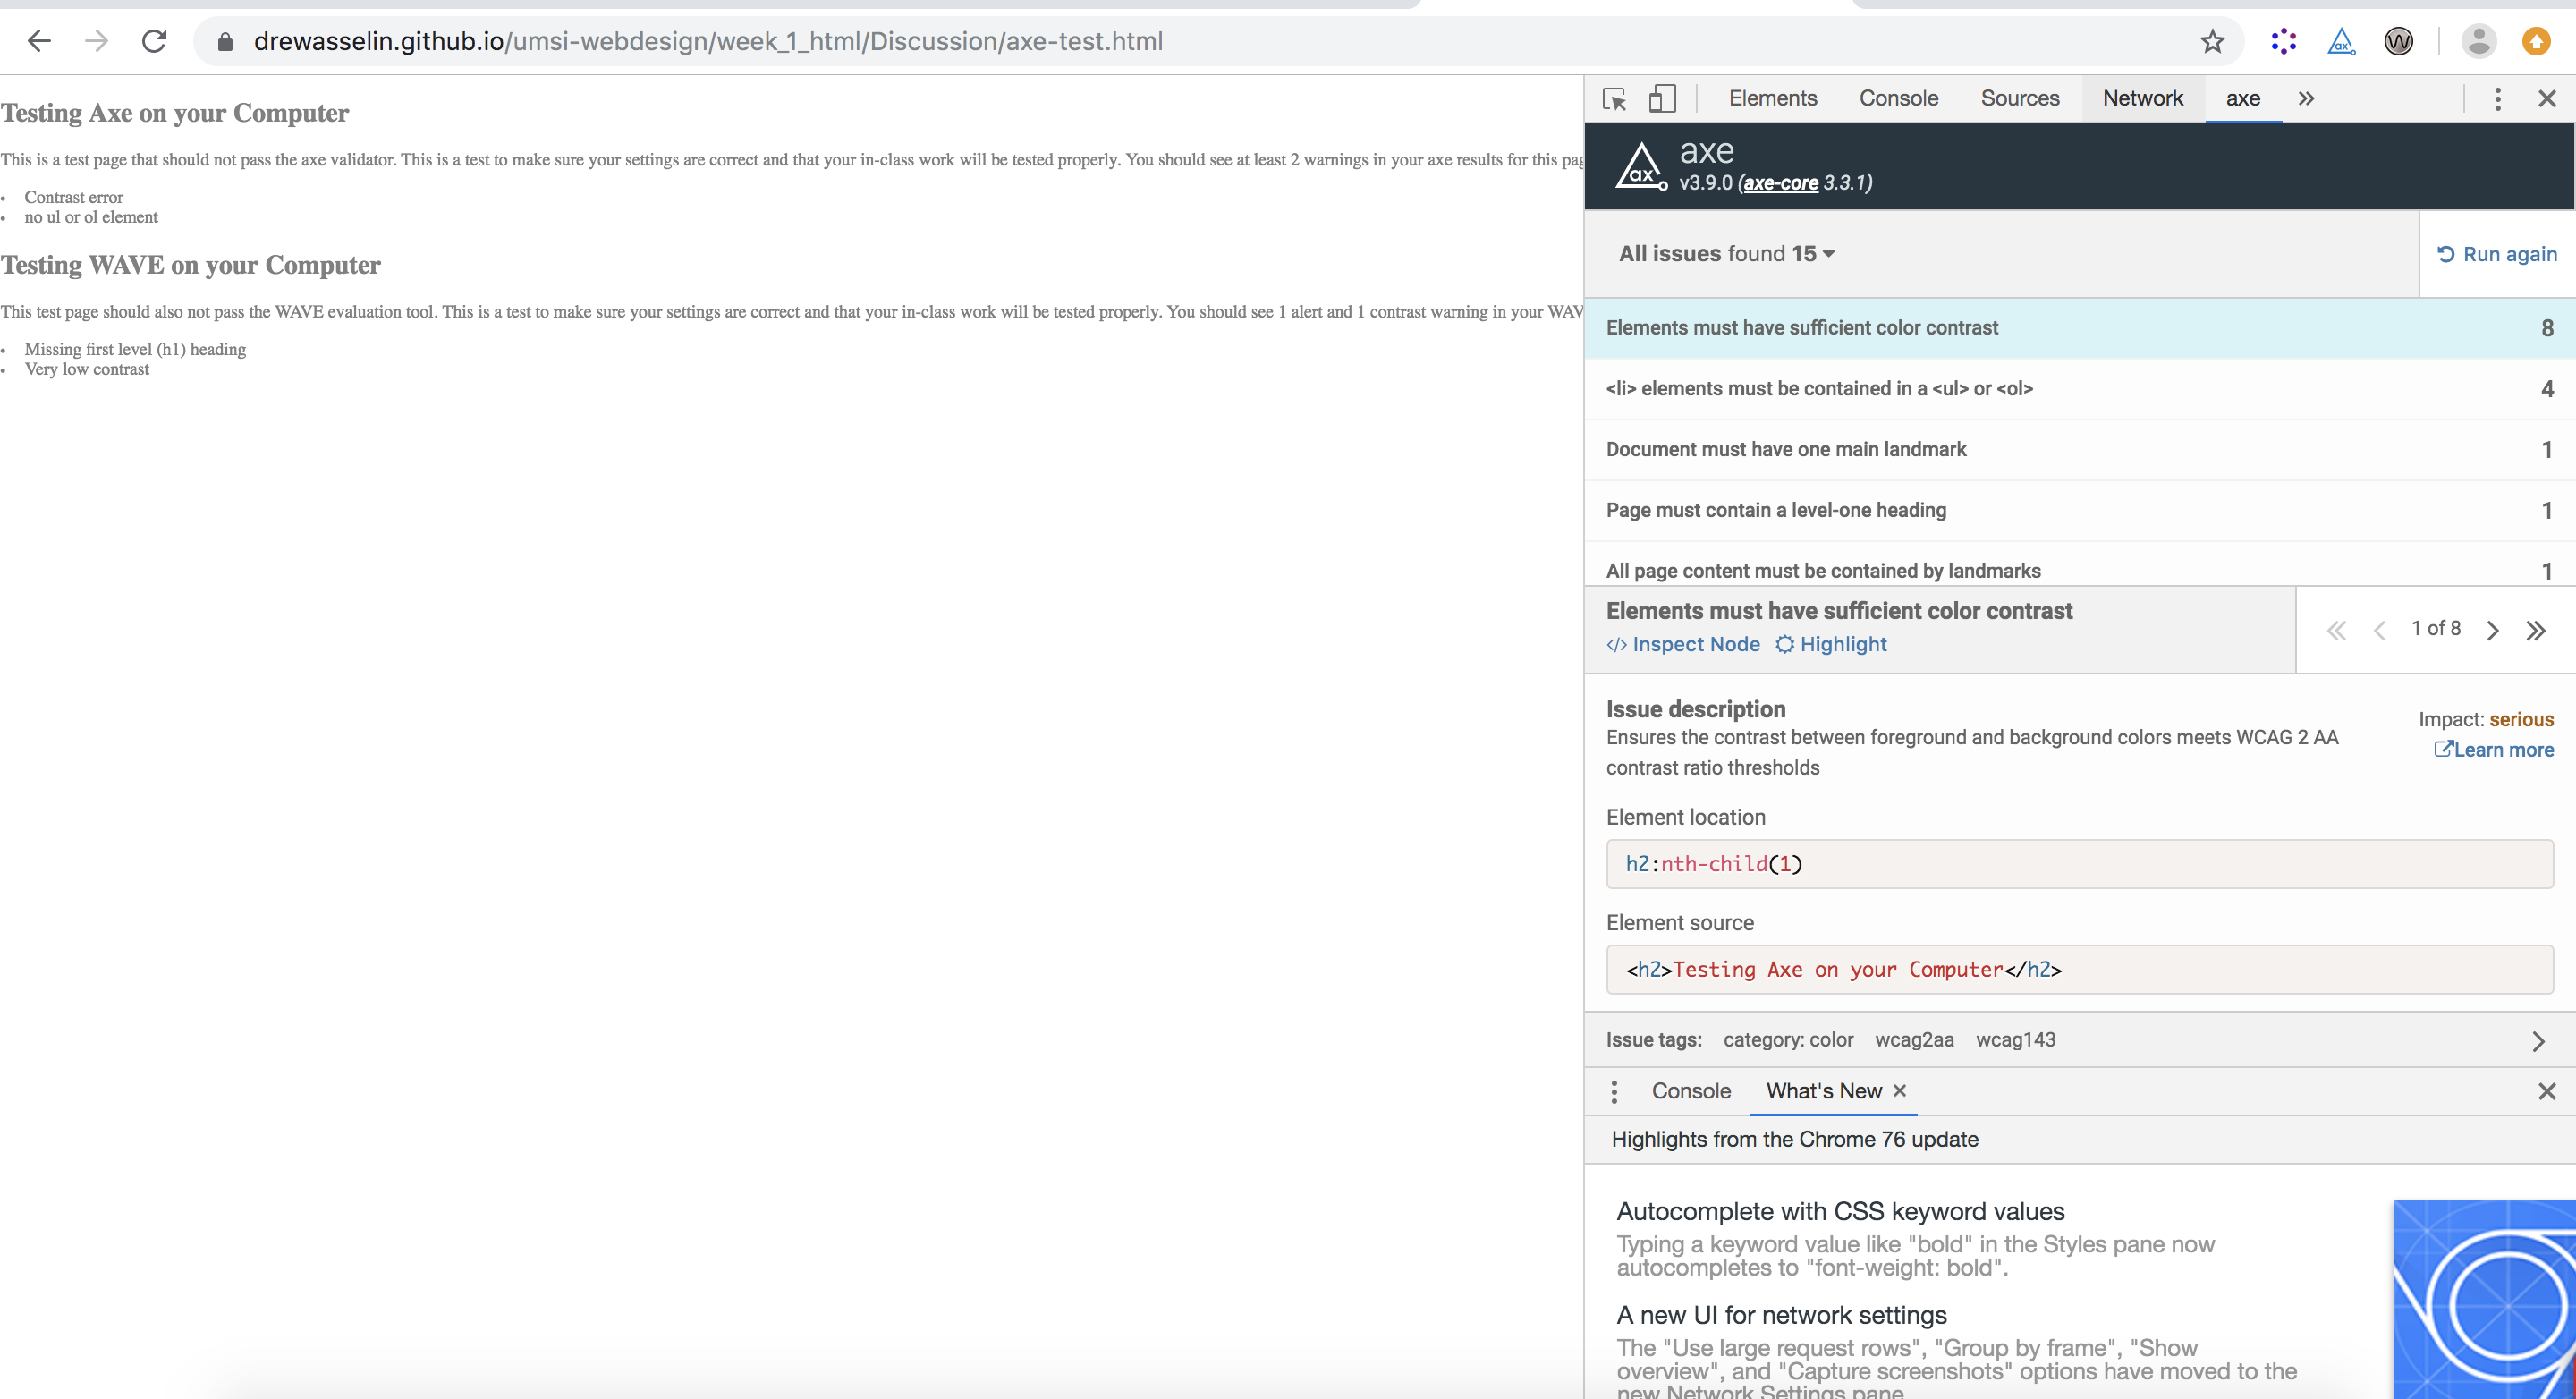 drewasselin.github.io/umsi-webdesign/week_1_html/Discussion/axe-test.html
Testing Axe on your Computer
This is a test page that should not pass the axe validator. This is a test to make sure your settings are correct and that your in-class work will be tested properly. You should see at least 2 warnings in your axe results for this pag
• Contrast error
• no ul or ol element
Testing WAVE on your Computer
This test page should also not pass the WAVE evaluation tool. This is a test to make sure your settings are correct and that your in-class work will be tested properly. You should see 1 alert and 1 contrast warning in your WAV
• Missing first level (h1) heading
• Very low contrast
Elements Console Sources Network axe »
ax
axe
v3.9.0 (axe-core 3.3.1)
All issues found 15
Run again
Elements must have sufficient color contrast 8
<li> elements must be contained in a <ul> or <ol> 4
Document must have one main landmark 1
Page must contain a level-one heading 1
All page content must be contained by landmarks 1
Elements must have sufficient color contrast
</> Inspect Node Highlight
1 of 8
Issue description
Ensures the contrast between foreground and background colors meets WCAG 2 AA
contrast ratio thresholds
Impact: serious
Learn more
Element location
h2:nth-child(1)
Element source
<h2>Testing Axe on your Computer</h2>
Issue tags: category: color wcag2aa wcag143
Console What's New ×
Highlights from the Chrome 76 update
Autocomplete with CSS keyword values
Typing a keyword value like "bold" in the Styles pane now
autocompletes to "font-weight: bold".
A new UI for network settings
The "Use large request rows", "Group by frame", "Show
overview", and "Capture screenshots" options have moved to the
new Network Settings pane